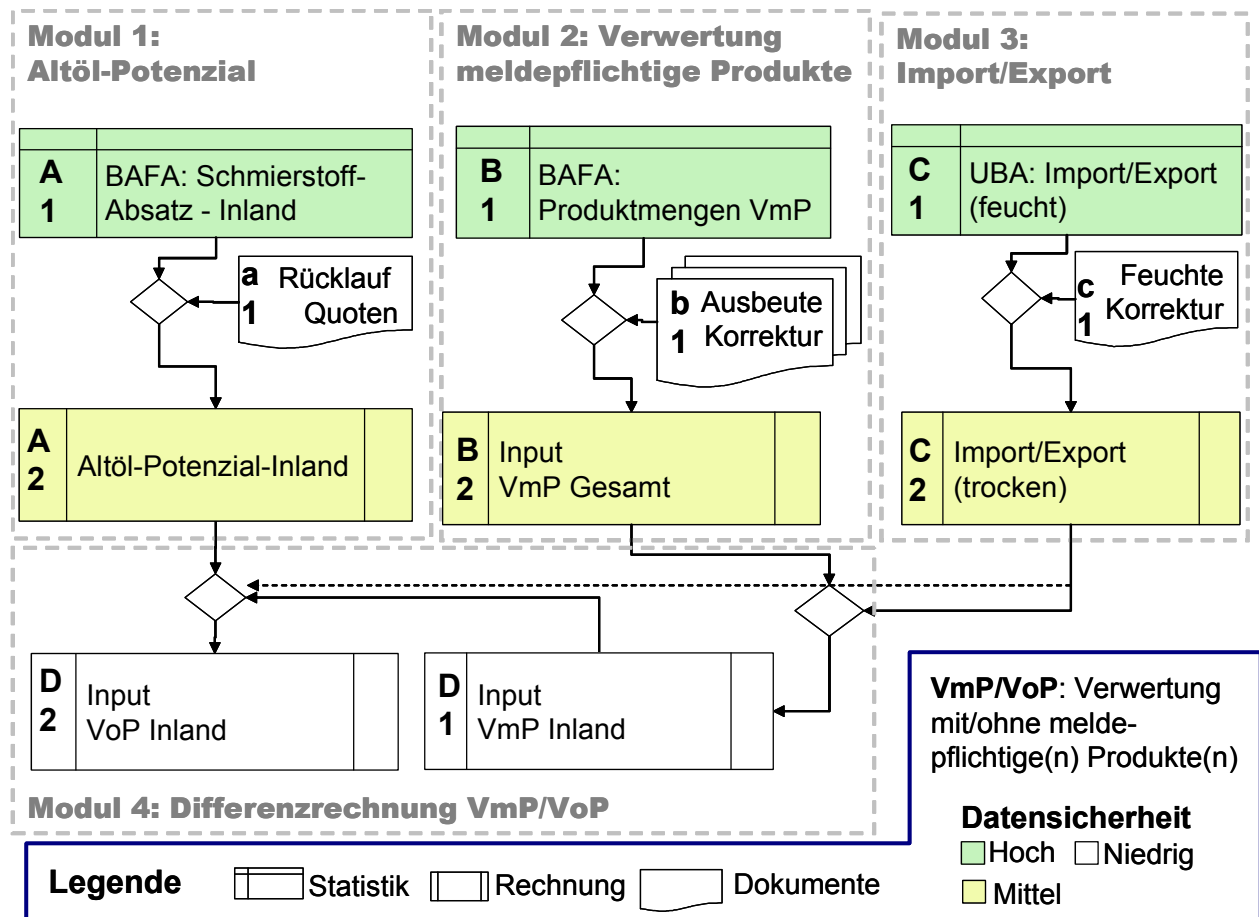 Modul 1:
Altöl-Potenzial
Modul 2: Verwertung
meldepflichtige Produkte
Modul 3:
Import/Export
A
1
BAFA: Schmierstoff-
Absatz - Inland
B
1
BAFA:
Produktmengen VmP
C
1
UBA: Import/Export
(feucht)
a
1
Rücklauf
Quoten
b
1
Ausbeute
Korrektur
c
1
Feuchte
Korrektur
A
2
Altöl-Potenzial-Inland
B
2
Input
VmP Gesamt
C
2
Import/Export
(trocken)
D
2
Input
VoP Inland
D
1
Input
VmP Inland
Modul 4: Differenzrechnung VmP/VoP
VmP/VoP: Verwertung
mit/ohne melde-
pflichtige(n) Produkte(n)
Datensicherheit
Hoch
Niedrig
Mittel
Legende
Statistik
Rechnung
Dokumente